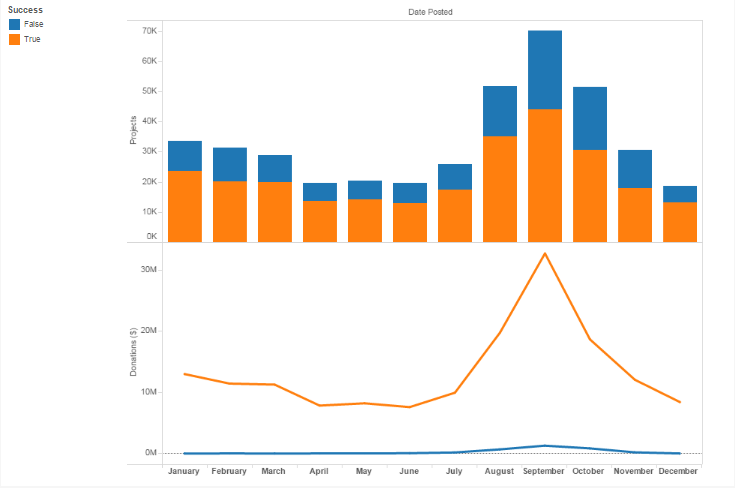 Success
False
True
Date Posted
Projects
70K
60K
50K
40K
30K
20K
10K
0K
Donations ($)
30M
20M
10M
0M
January February March April May June July August September October November December